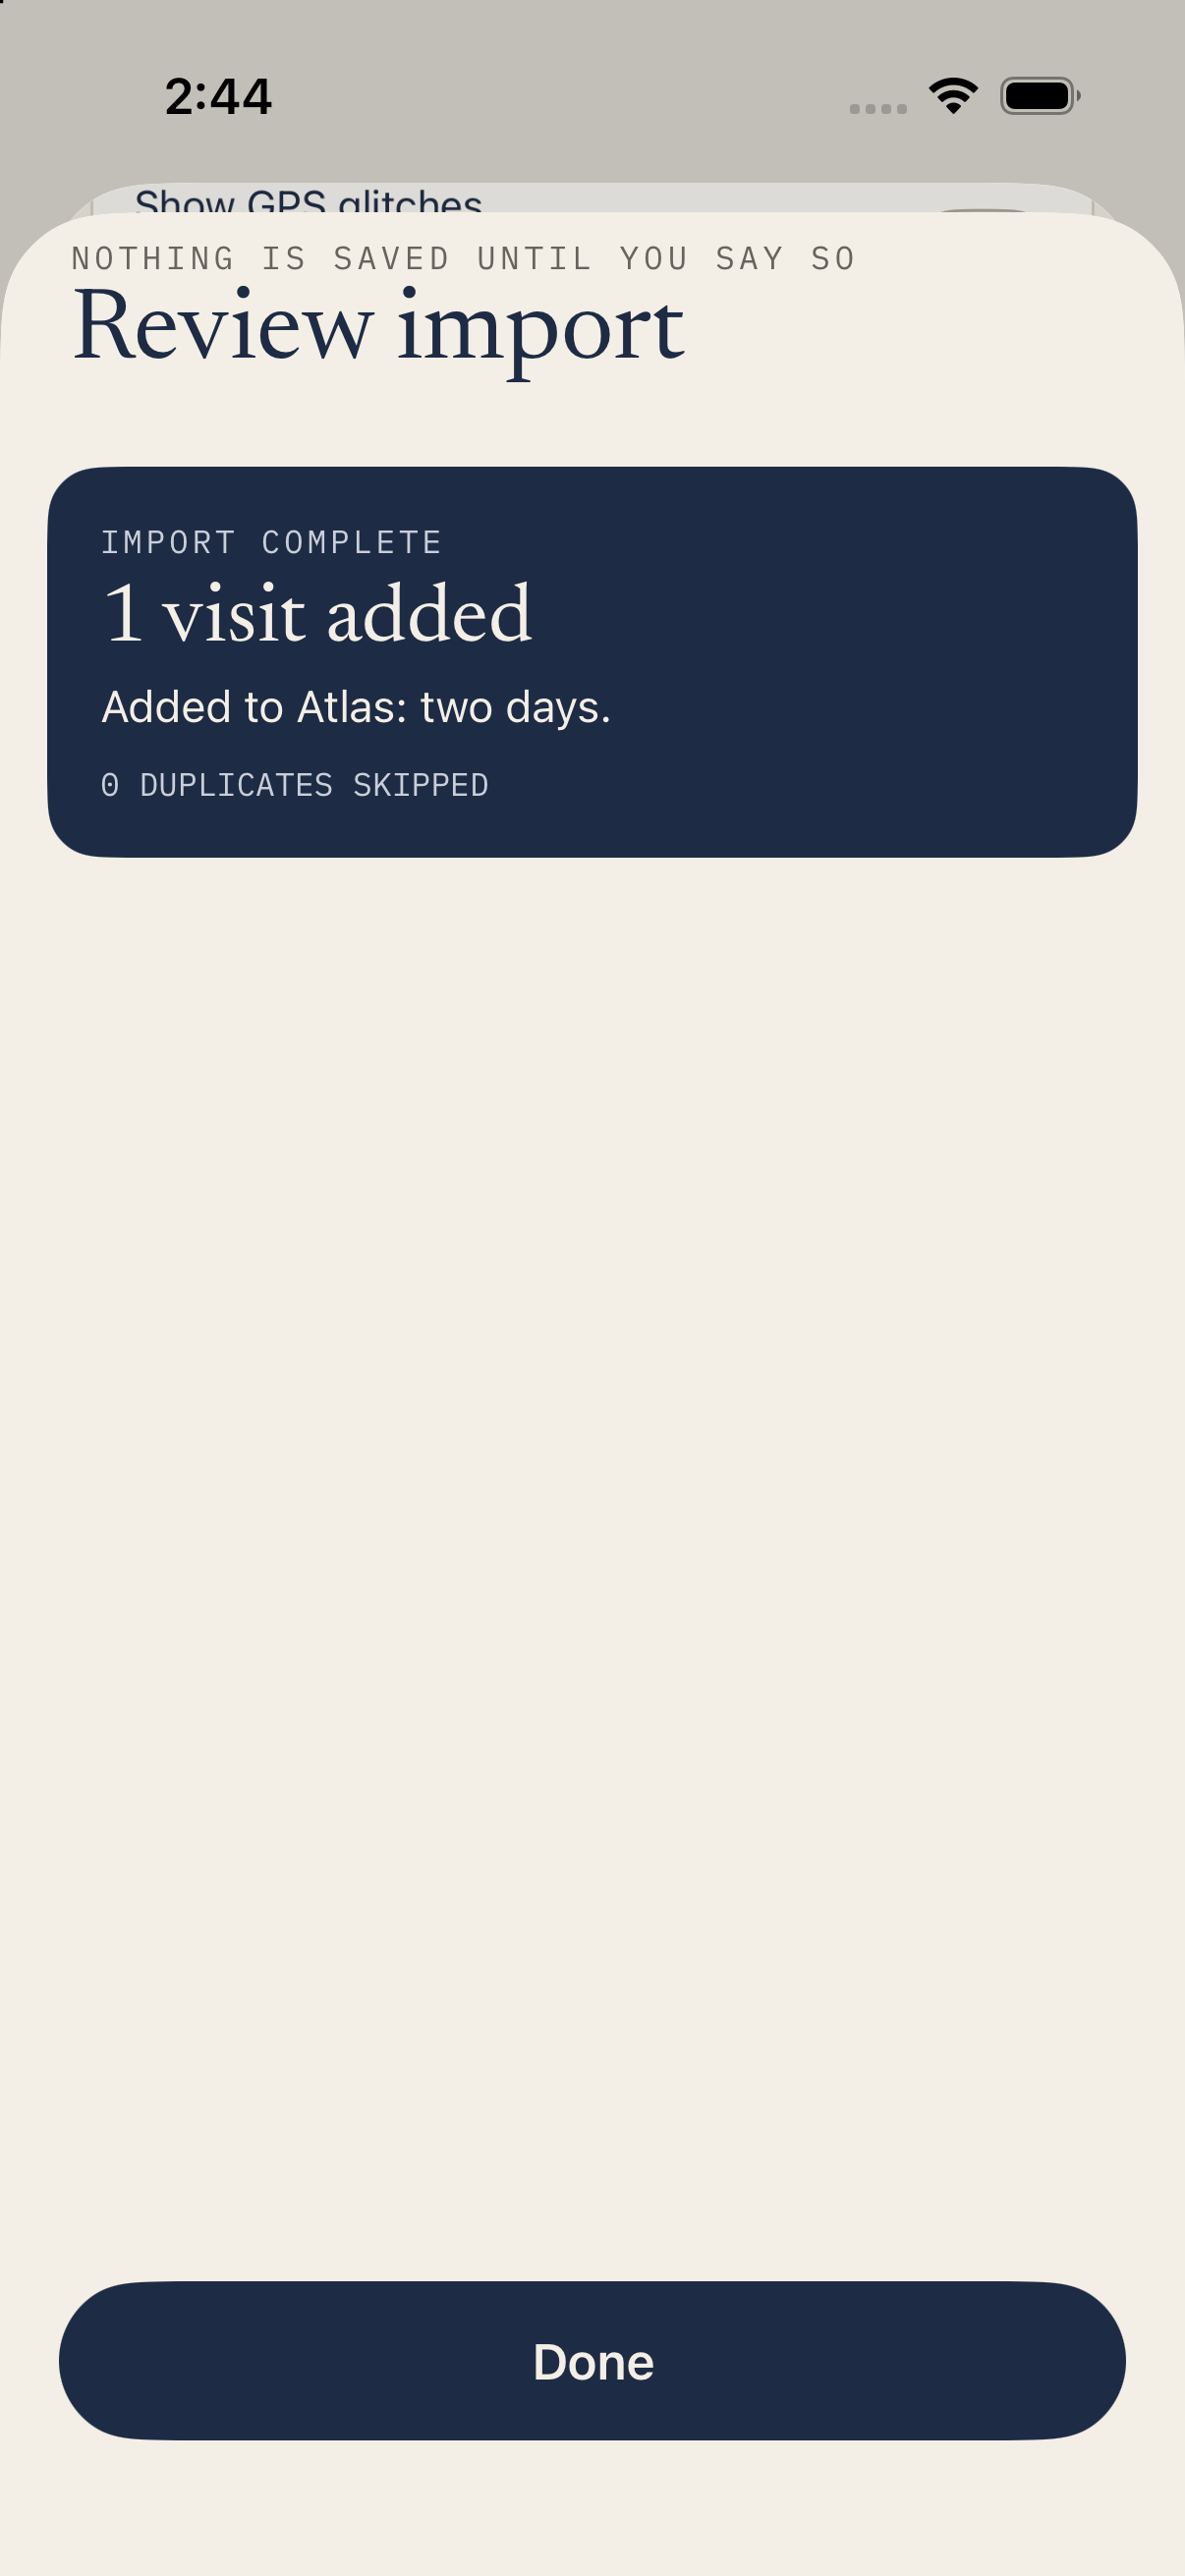 2:44
Show GPS glitches
NOTHING IS SAVED UNTIL YOU SAY SO
Review import
IMPORT COMPLETE
1 visit added
Added to Atlas: two days.
0 DUPLICATES SKIPPED
Done